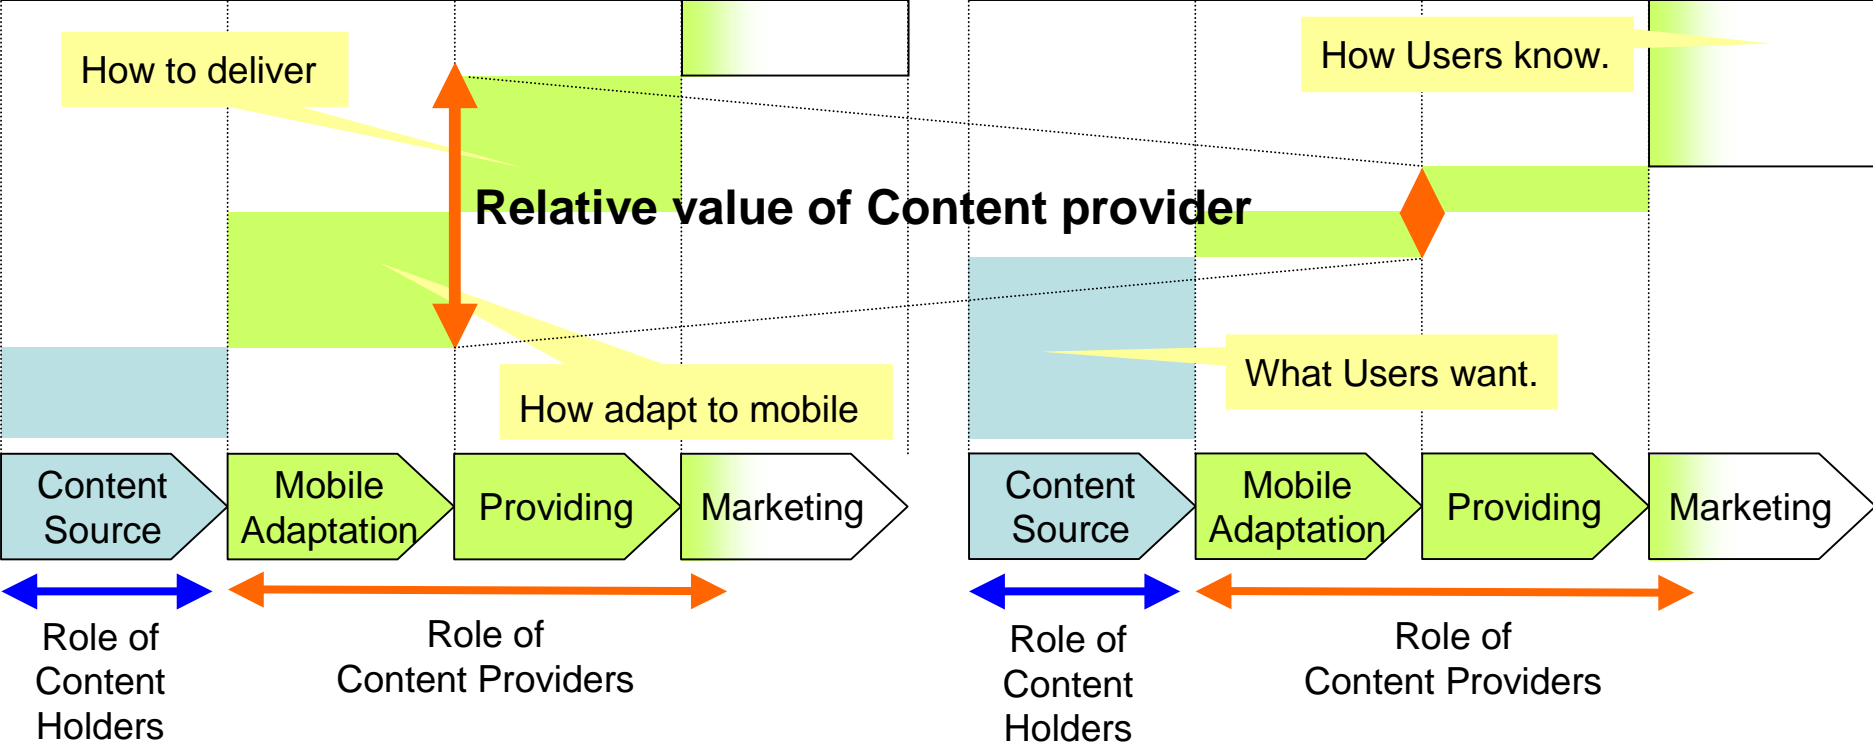 How to deliver
How Users know.
Relative value of Content provider
What Users want.
How adapt to mobile
Content
Source
Mobile
Adaptation
Providing
Marketing
Content
Source
Mobile
Adaptation
Providing
Marketing
Role of
Content
Holders
Role of
Content Providers
Role of
Content
Holders
Role of
Content Providers